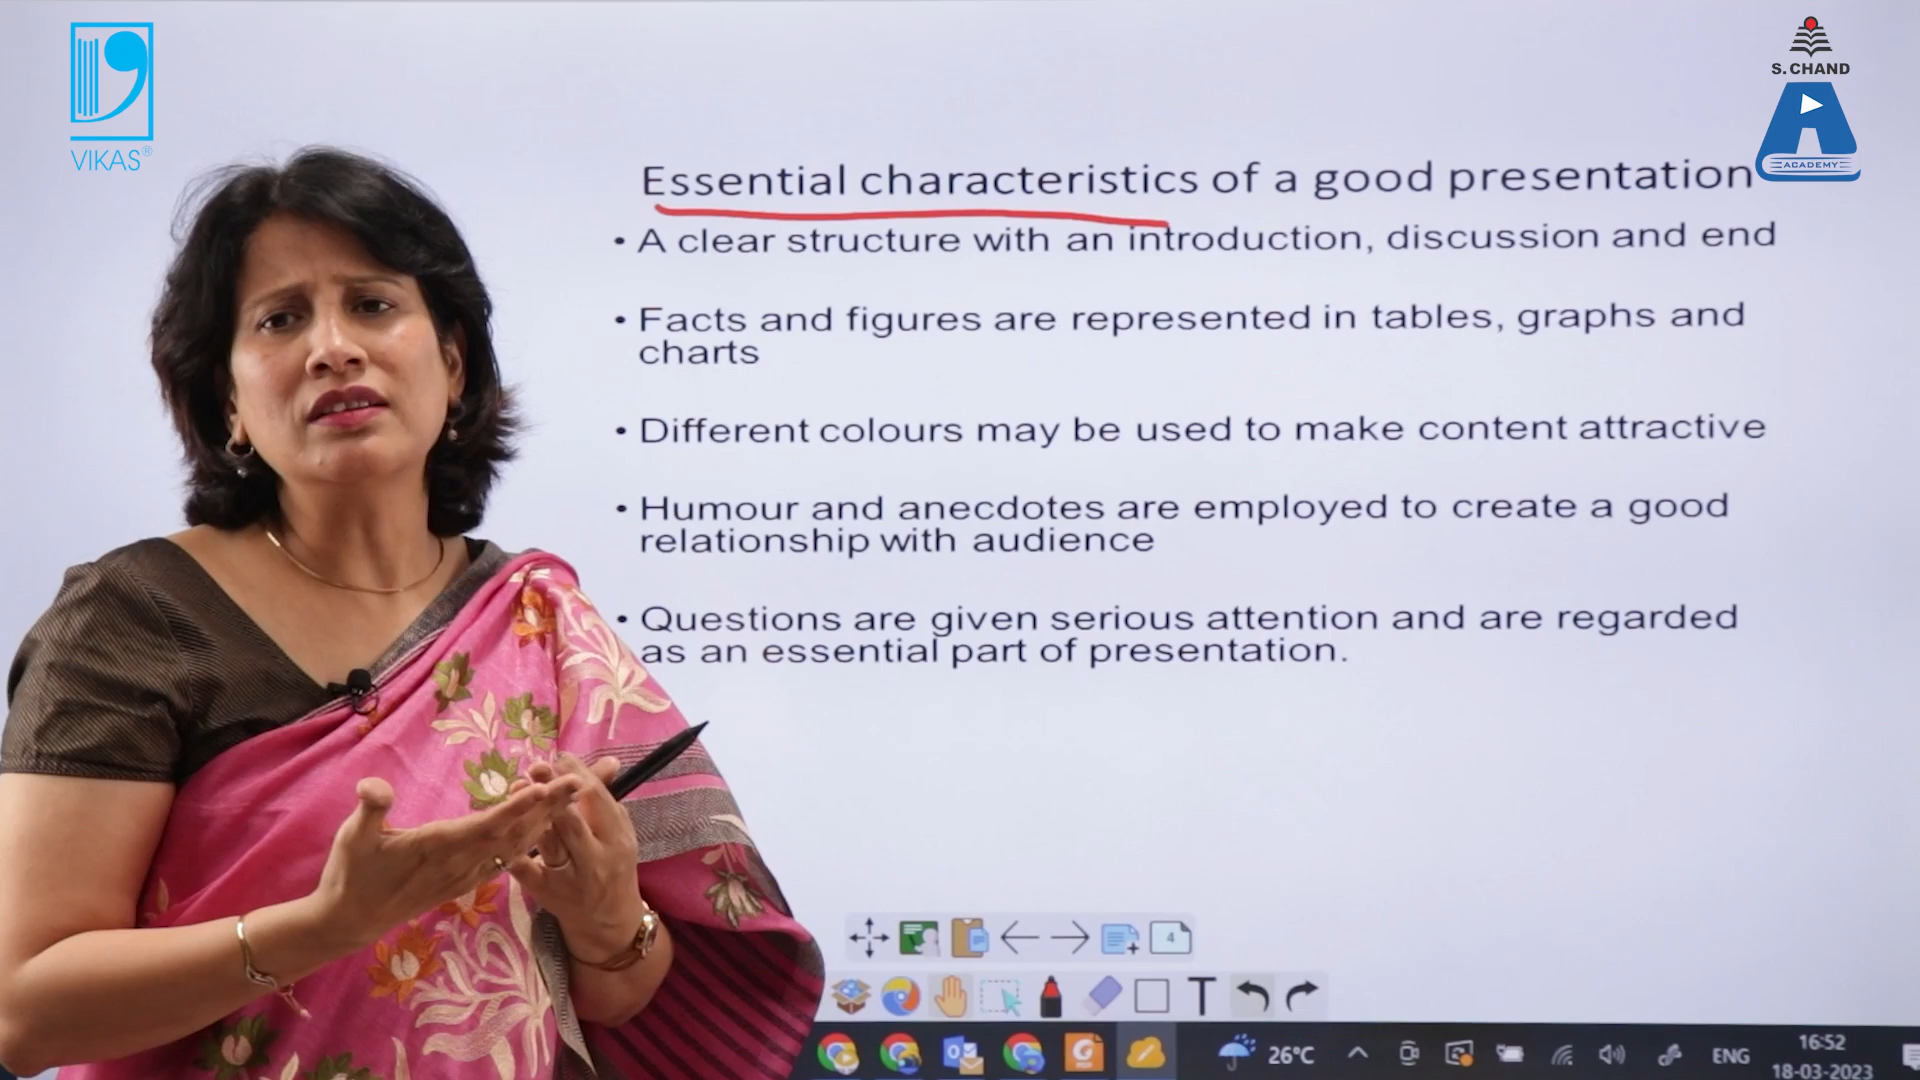 VIKAS®
S. CHAND
ACADEMY
Essential characteristics of a good presentation
• A clear structure with an introduction, discussion and end
• Facts and figures are represented in tables, graphs and
charts
• Different colours may be used to make content attractive
• Humour and anecdotes are employed to create a good
relationship with audience
• Questions are given serious attention and are regarded
as an essential part of presentation.
4
T
26°C
ENG
16:52
18-03-2023